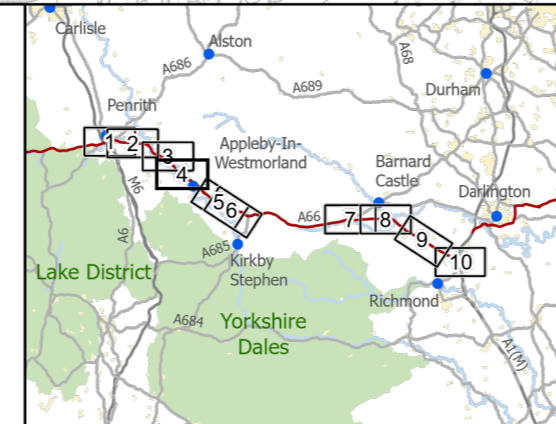 Carlisle
Alston
A686
A68
A689
Durham
Penrith
1
2
3
4
Appleby-In-
Westmorland
Barnard
Castle
Darlington
M6
5
6
A66
7
8
9
10
A6
A685
Kirkby
Stephen
Lake District
Richmond
A684
Yorkshire
Dales
A1(M)